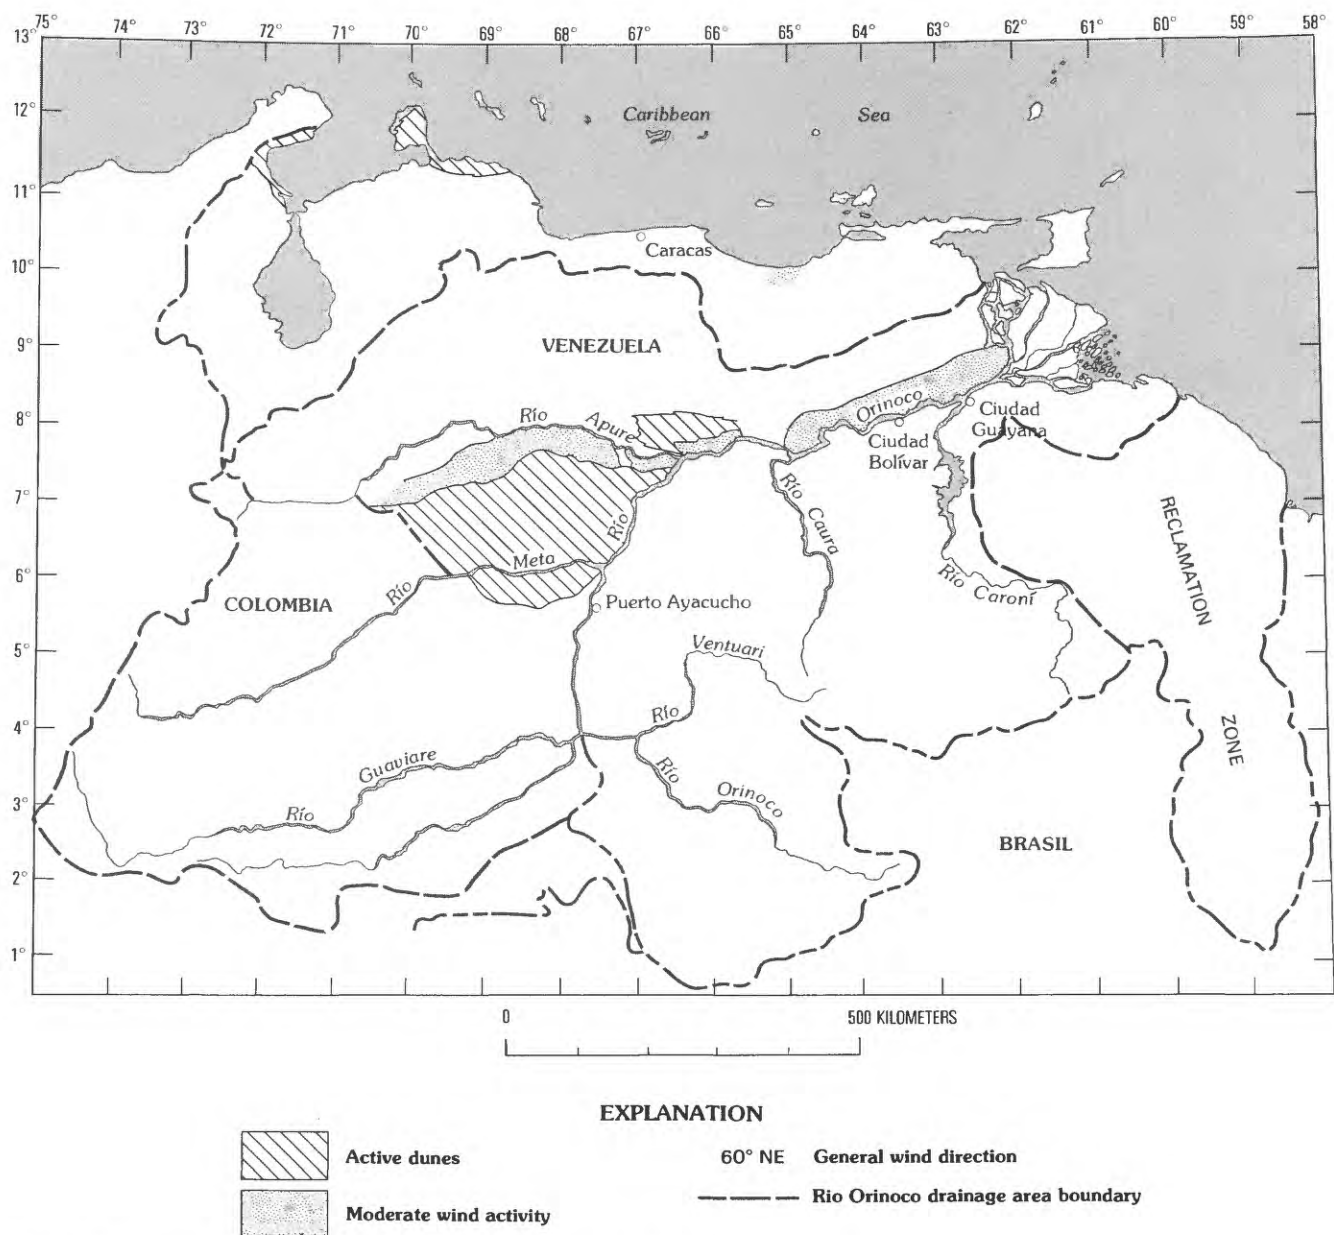 75° 74° 73° 72° 71° 70° 69° 68° 67° 66° 65° 64° 63° 62° 61° 60° 59° 58°
13°
12°
11°
10°
9°
8°
7°
6°
5°
4°
3°
2°
1°
Caribbean Sea
Caracas
VENEZUELA
Río Apure
Orinoco
Ciudad
Guayana
Ciudad
Bolívar
Río Caura
Río
Meta
Río
Río
Caroní
RECLAMATION
ZONE
COLOMBIA
Puerto Ayacucho
Ventuari
Río
Guaviare
Río
Río
Orinoco
BRASIL
0 500 KILOMETERS
EXPLANATION
Active dunes
60° NE General wind direction
Moderate wind activity
Rio Orinoco drainage area boundary